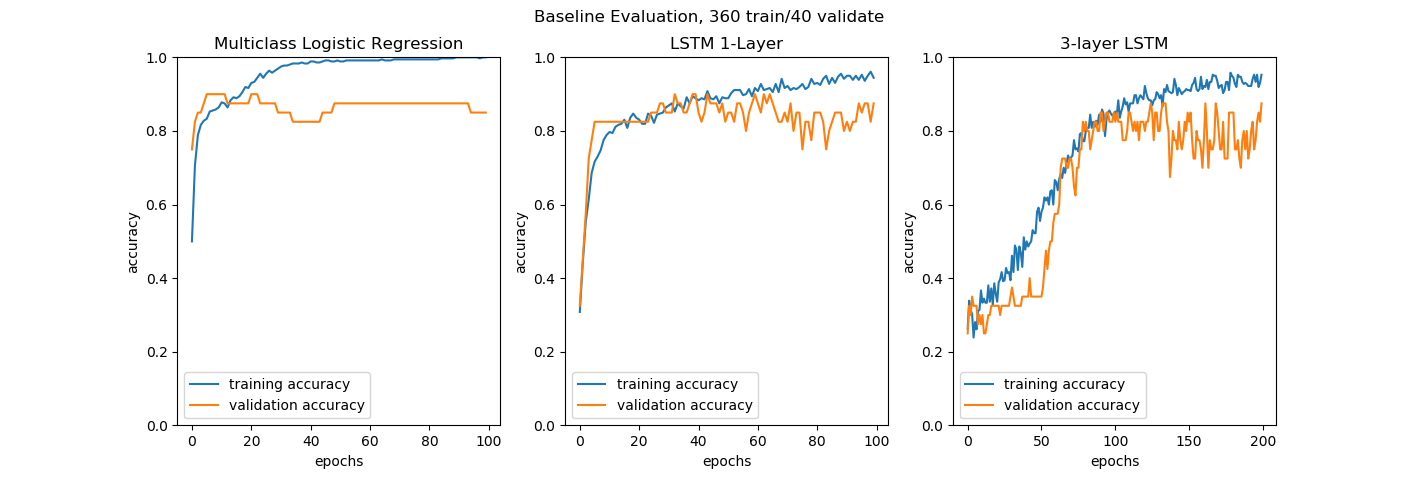 Baseline Evaluation, 360 train/40 validate
Multiclass Logistic Regression
1.0
0.8
0.6
0.4
0.2
0.0
accuracy
training accuracy
validation accuracy
0 20 40 60 80 100
epochs
LSTM 1-Layer
1.0
0.8
0.6
0.4
0.2
0.0
accuracy
training accuracy
validation accuracy
0 20 40 60 80 100
epochs
3-layer LSTM
1.0
0.8
0.6
0.4
0.2
0.0
accuracy
training accuracy
validation accuracy
0 50 100 150 200
epochs